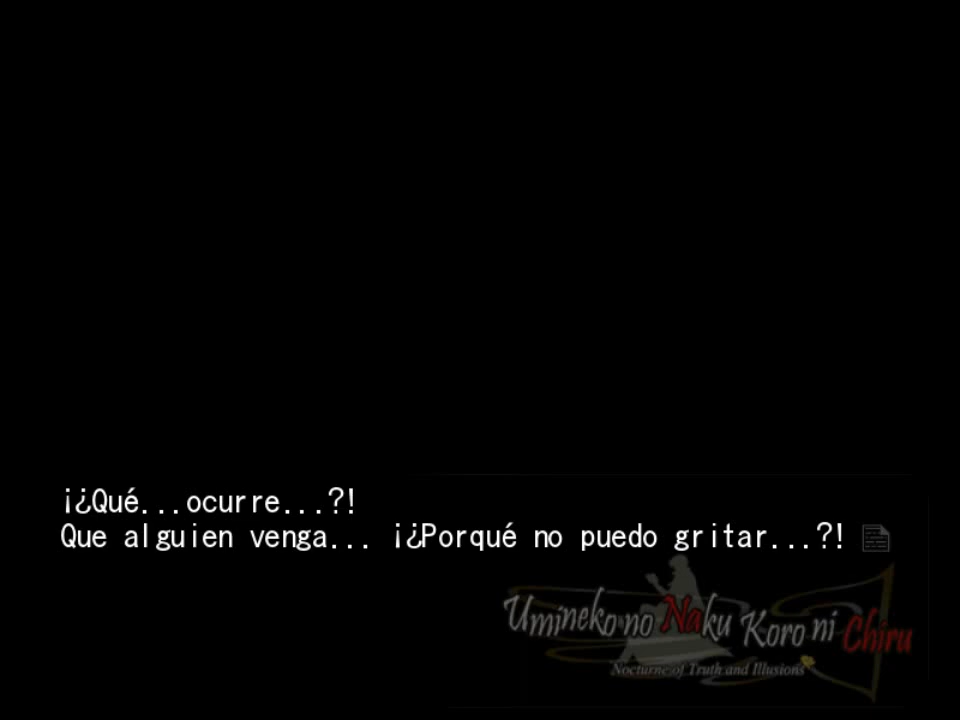 ¡¿Qué...ocurre...?!
Que alguien venga... ¡¿Porqué no puedo gritar...?!
Umineko no Naku Koro ni Chiru
Nocturne of Truth and Illusions